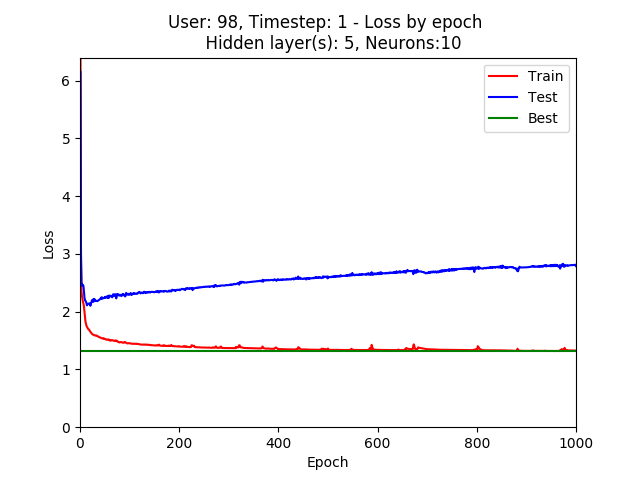 User: 98, Timestep: 1 - Loss by epoch
Hidden layer(s): 5, Neurons:10
Train
Test
Best
Loss
6
5
4
3
2
1
0
0 200 400 600 800 1000
Epoch